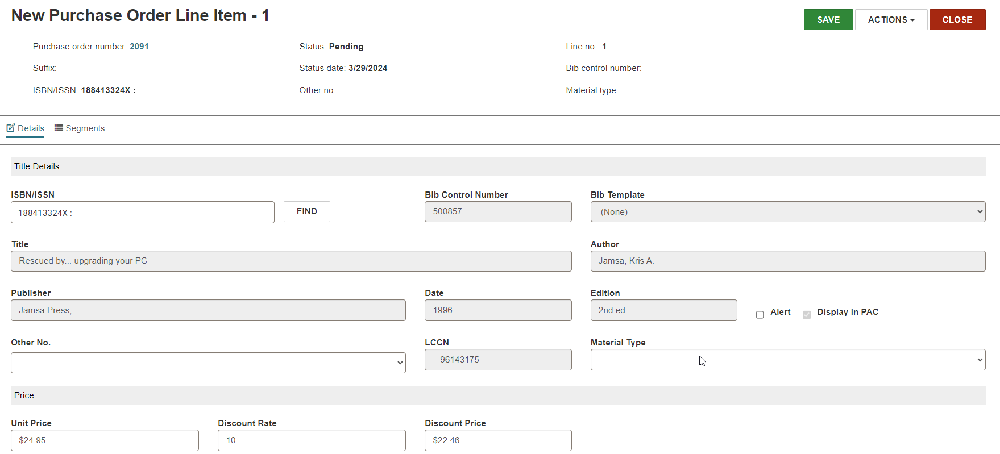 New Purchase Order Line Item - 1
SAVE ACTIONS CLOSE
Purchase order number: 2091 Status: Pending Line no.: 1
Suffix: Status date: 3/29/2024 Bib control number:
ISBN/ISSN: 188413324X : Other no.: Material type:
Details Segments
Title Details
ISBN/ISSN Bib Control Number Bib Template
188413324X : FIND 500857 (None)
Title Author
Rescued by... upgrading your PC Jamsa, Kris A.
Publisher Date Edition
Jamsa Press, 1996 2nd ed. Alert Display in PAC
Other No. LCCN Material Type
96143175
Price
Unit Price Discount Rate Discount Price
$24.95 10 $22.46